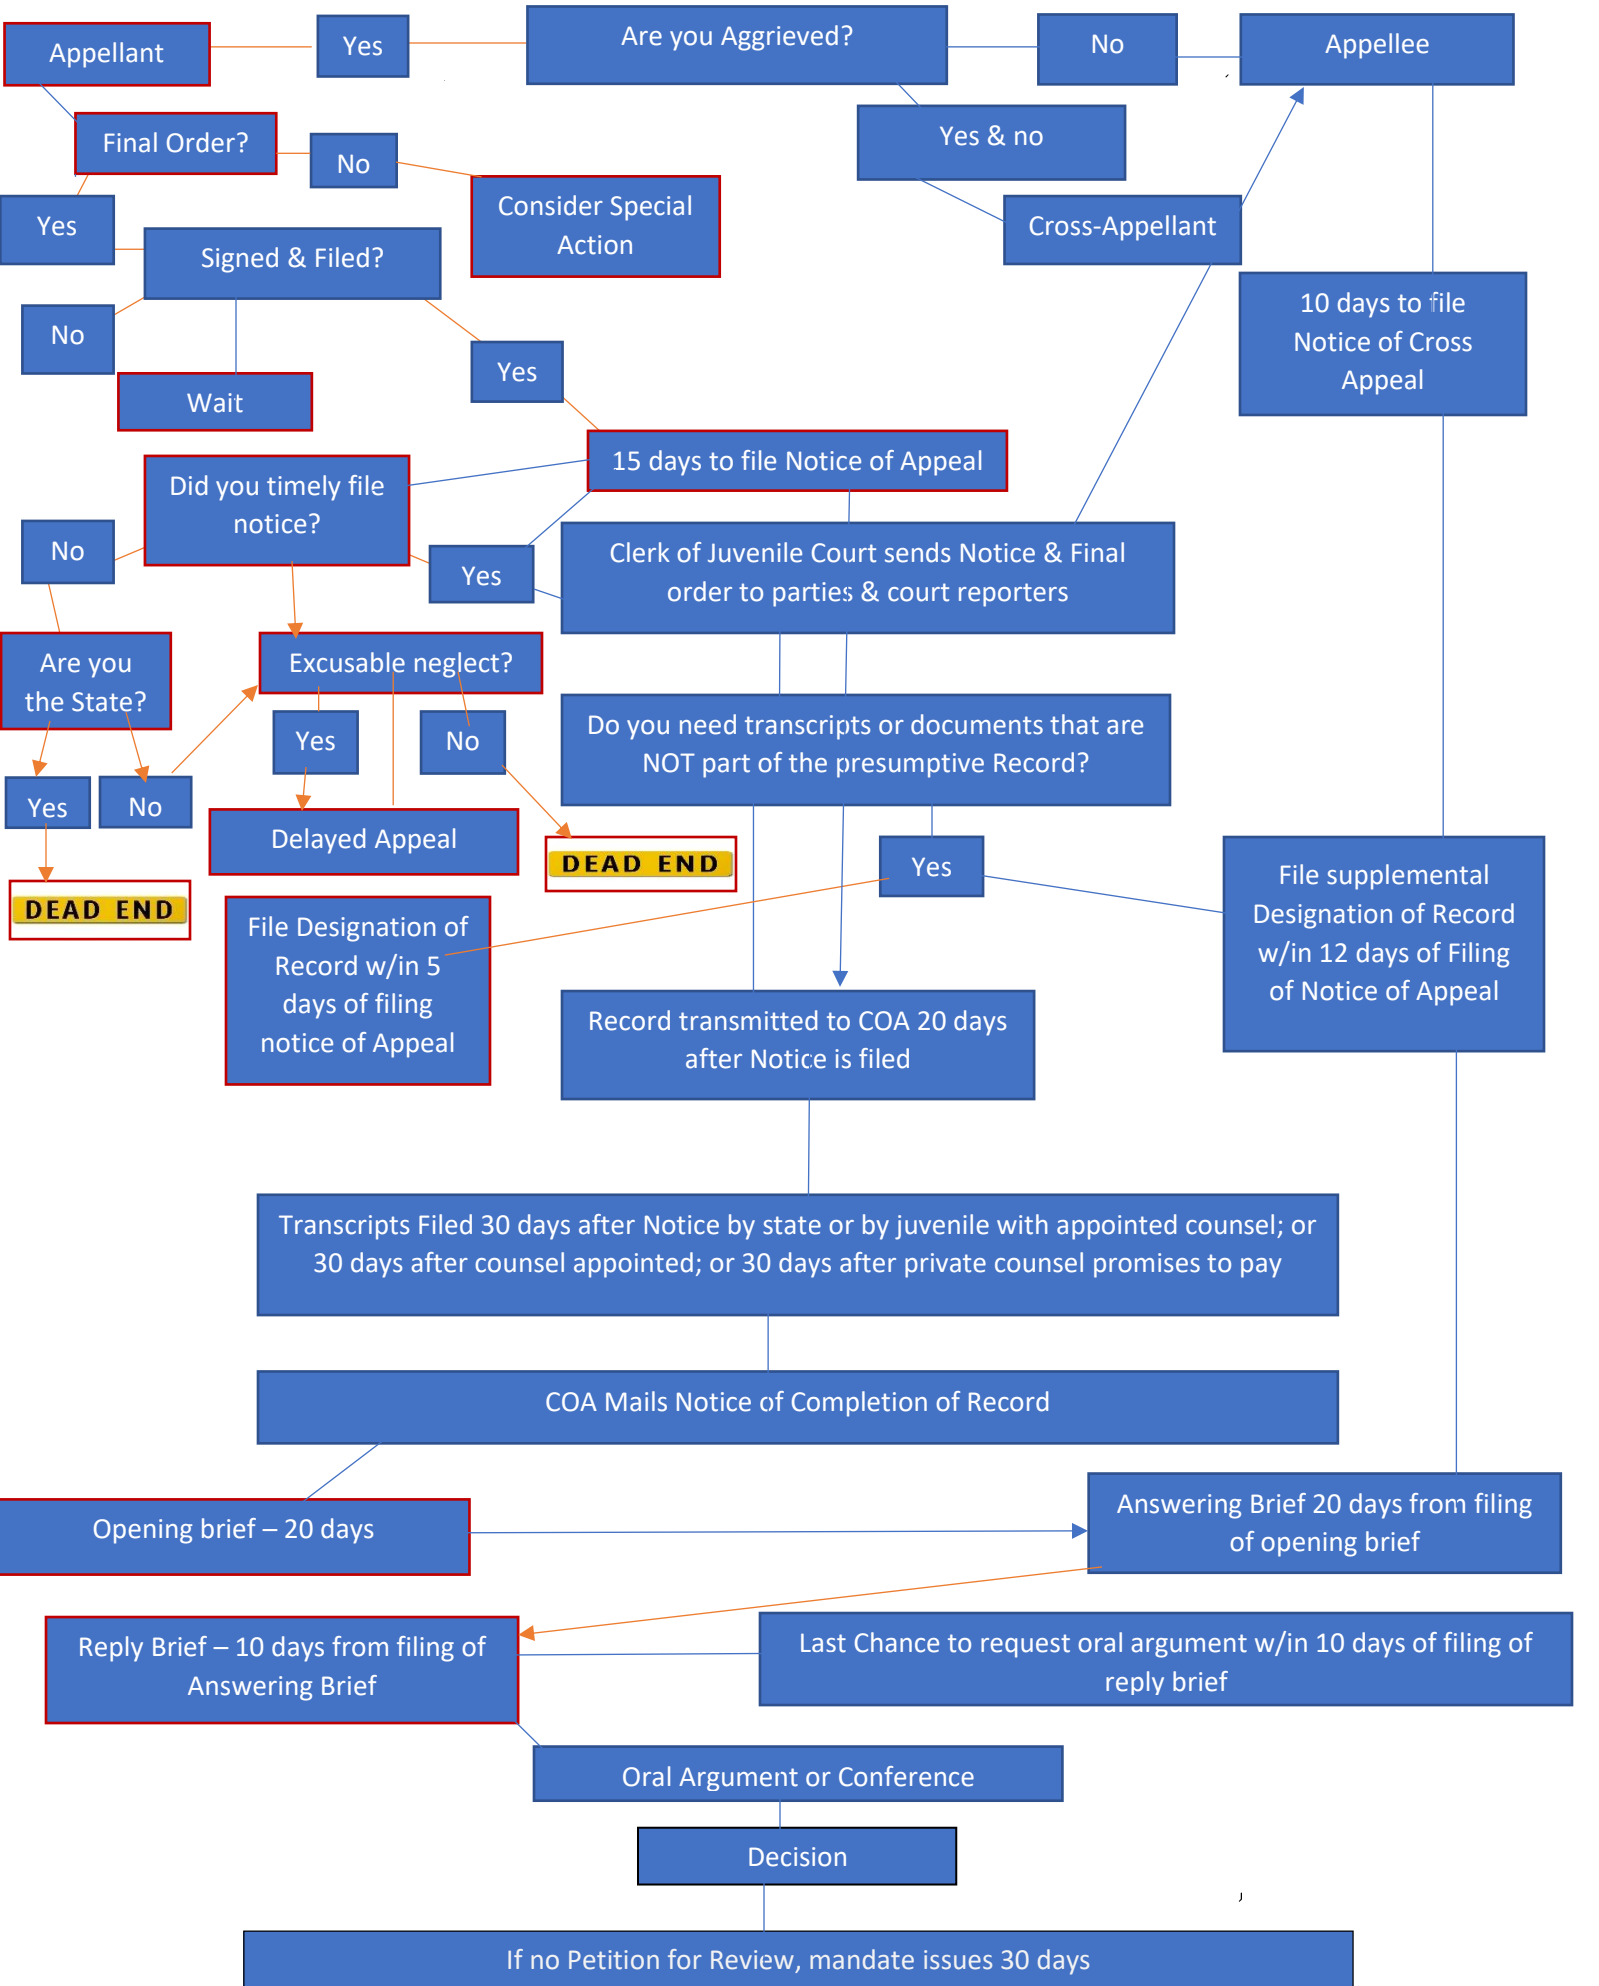 Appellant
Yes
Are you Aggrieved?
No
Appellee
Final Order?
No
Yes & no
Consider Special
Action
Cross-Appellant
Yes
Signed & Filed?
No
Wait
Yes
10 days to file
Notice of Cross
Appeal
15 days to file Notice of Appeal
Did you timely file
notice?
No
Yes
Clerk of Juvenile Court sends Notice & Final
order to parties & court reporters
Are you
the State?
Excusable neglect?
Yes
No
Do you need transcripts or documents that are
NOT part of the presumptive Record?
Yes
No
Delayed Appeal
DEAD END
Yes
DEAD END
File Designation of
Record w/in 5
days of filing
notice of Appeal
File supplemental
Designation of Record
w/in 12 days of Filing
of Notice of Appeal
Record transmitted to COA 20 days
after Notice is filed
Transcripts Filed 30 days after Notice by state or by juvenile with appointed counsel; or
30 days after counsel appointed; or 30 days after private counsel promises to pay
COA Mails Notice of Completion of Record
Opening brief – 20 days
Answering Brief 20 days from filing
of opening brief
Reply Brief – 10 days from filing of
Answering Brief
Last Chance to request oral argument w/in 10 days of filing of
reply brief
Oral Argument or Conference
Decision
If no Petition for Review, mandate issues 30 days